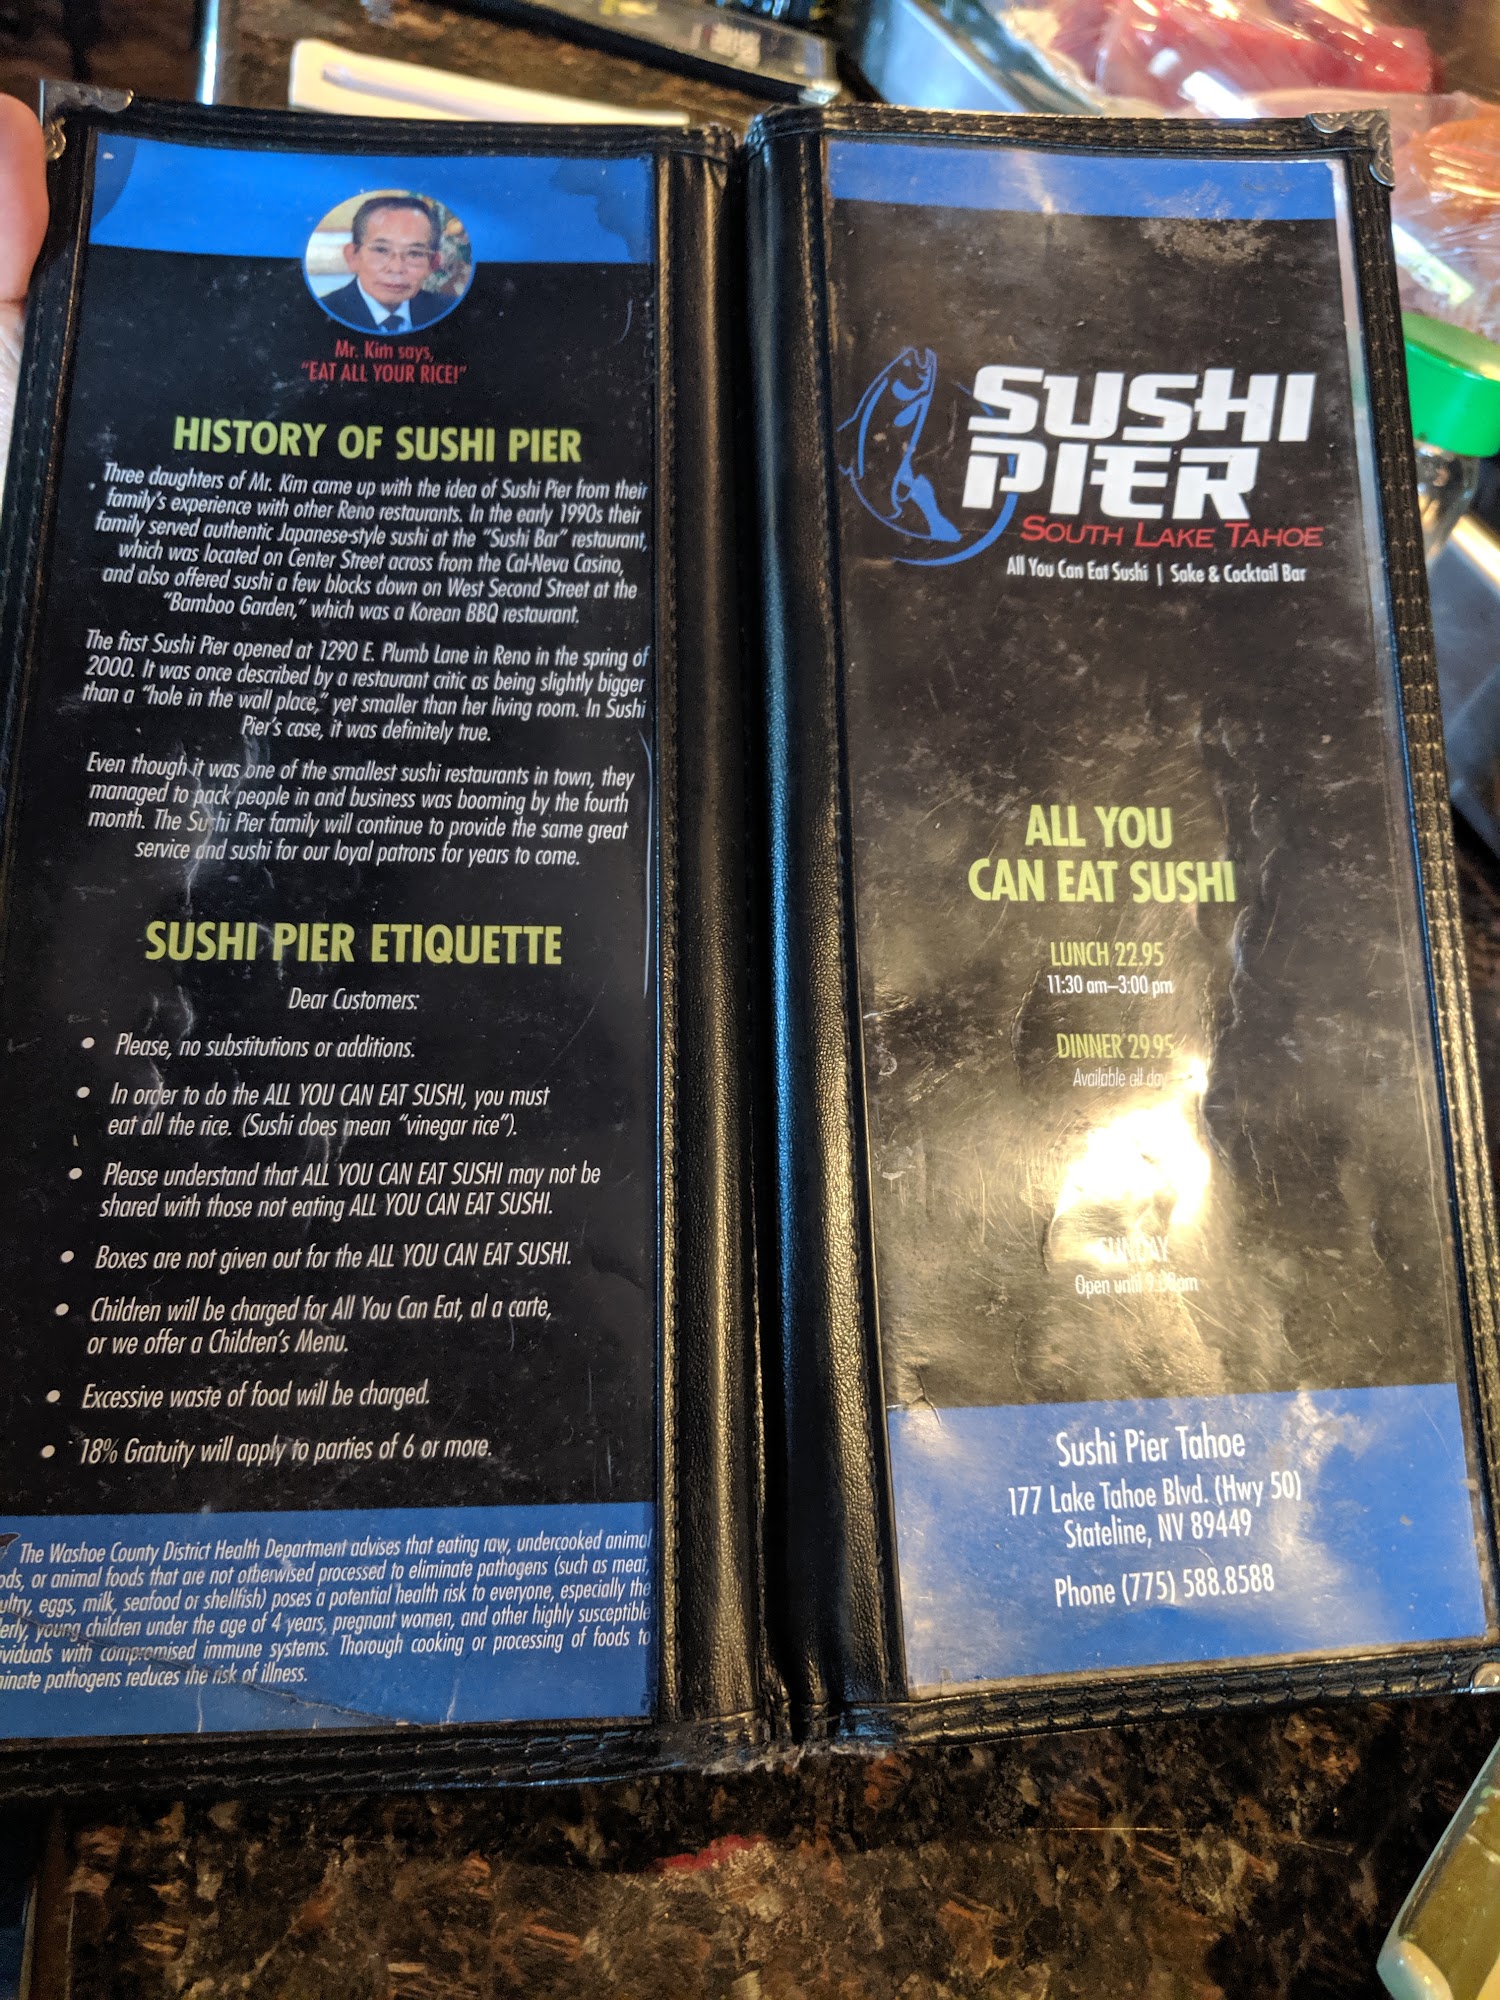 Mr. Kim says,
"EAT ALL YOUR RICE!"
HISTORY OF SUSHI PIER
Three daughters of Mr. Kim came up with the idea of Sushi Pier from their
family's experience with other Reno restaurants. In the early 1990s their
family served authentic Japanese-style sushi at the "Sushi Bar" restaurant,
which was located on Center Street across from the Cal-Neva Casino,
and also offered sushi a few blocks down on West Second Street at the
"Bamboo Garden," which was a Korean BBQ restaurant.
The first Sushi Pier opened at 1290 E. Plumb Lane in Reno in the spring of
2000. It was once described by a restaurant critic as being slightly bigger
than a "hole in the wall place," yet smaller than her living room. In Sushi
Pier's case, it was definitely true.
Even though it was one of the smallest sushi restaurants in town, they
managed to pack people in and business was booming by the fourth
month. The Sushi Pier family will continue to provide the same great
service and sushi for our loyal patrons for years to come.
SUSHI PIER ETIQUETTE
Dear Customers:
• Please, no substitutions or additions.
• In order to do the ALL YOU CAN EAT SUSHI, you must
eat all the rice. (Sushi does mean "vinegar rice").
• Please understand that ALL YOU CAN EAT SUSHI may not be
shared with those not eating ALL YOU CAN EAT SUSHI.
• Boxes are not given out for the ALL YOU CAN EAT SUSHI.
• Children will be charged for All You Can Eat, al a carte,
or we offer a Children's Menu.
• Excessive waste of food will be charged.
• 18% Gratuity will apply to parties of 6 or more.
The Washoe County District Health Department advises that eating raw, undercooked animal
ods, or animal foods that are not otherwised processed to eliminate pathogens (such as meat,
ultry, eggs, milk, seafood or shellfish) poses a potential health risk to everyone, especially the
erly, young children under the age of 4 years, pregnant women, and other highly susceptible
ividuals with compromised immune systems. Thorough cooking or processing of foods to
inate pathogens reduces the risk of illness.
SUSHI
PIER
SOUTH LAKE TAHOE
All You Can Eat Sushi | Sake & Cocktail Bar
ALL YOU
CAN EAT SUSHI
LUNCH 22.95
11:30 am–3:00 pm
DINNER 29.95
Available all day
SUNDAY
Open until 9:00pm
Sushi Pier Tahoe
177 Lake Tahoe Blvd. (Hwy 50)
Stateline, NV 89449
Phone (775) 588.8588